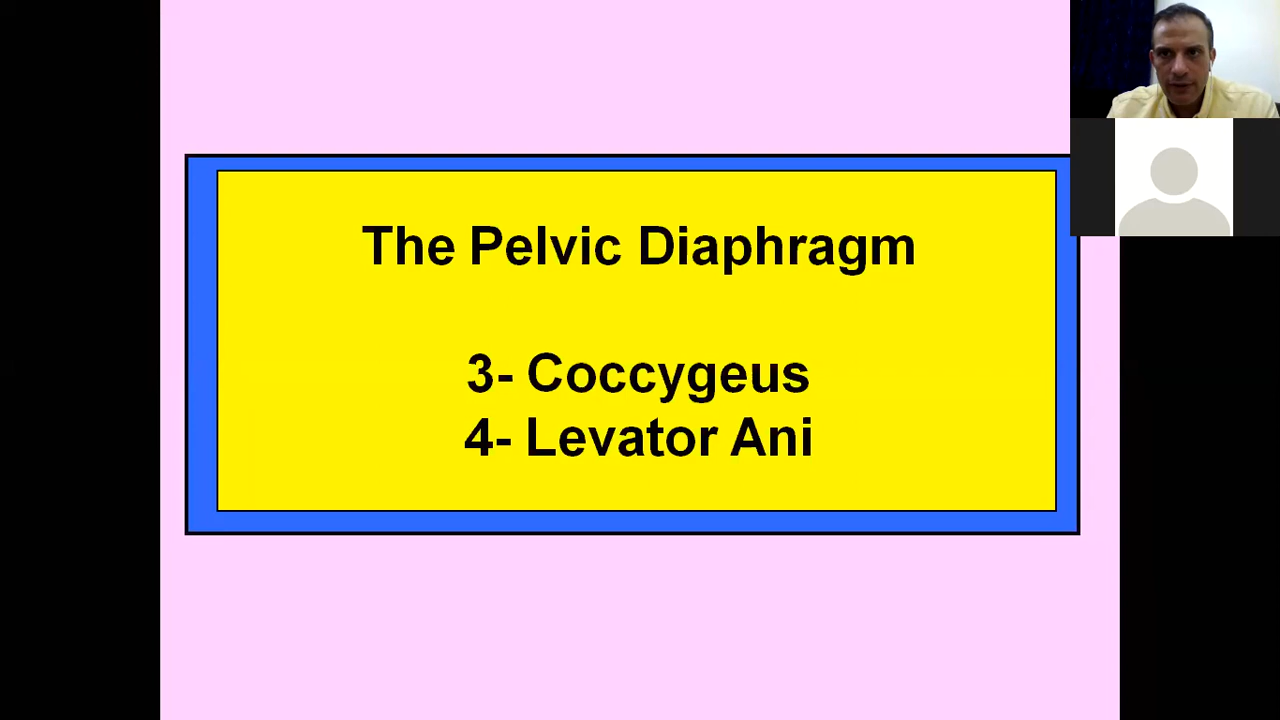 The Pelvic Diaphragm
3- Coccygeus
4- Levator Ani